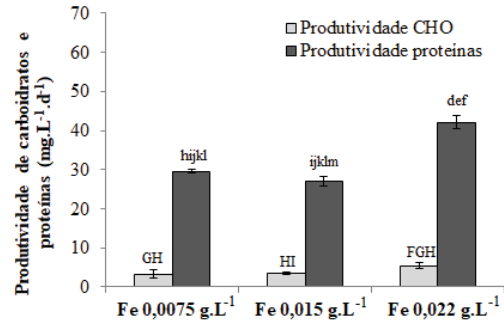 Produtividade de carboidratos e
proteínas (mg.L⁻¹.d⁻¹)
70
60
50
40
30
20
10
0
Produtividade CHO
Produtividade proteínas
GH
hijkl
HI
ijklm
FGH
def
Fe 0,0075 g.L⁻¹
Fe 0,015 g.L⁻¹
Fe 0,022 g.L⁻¹